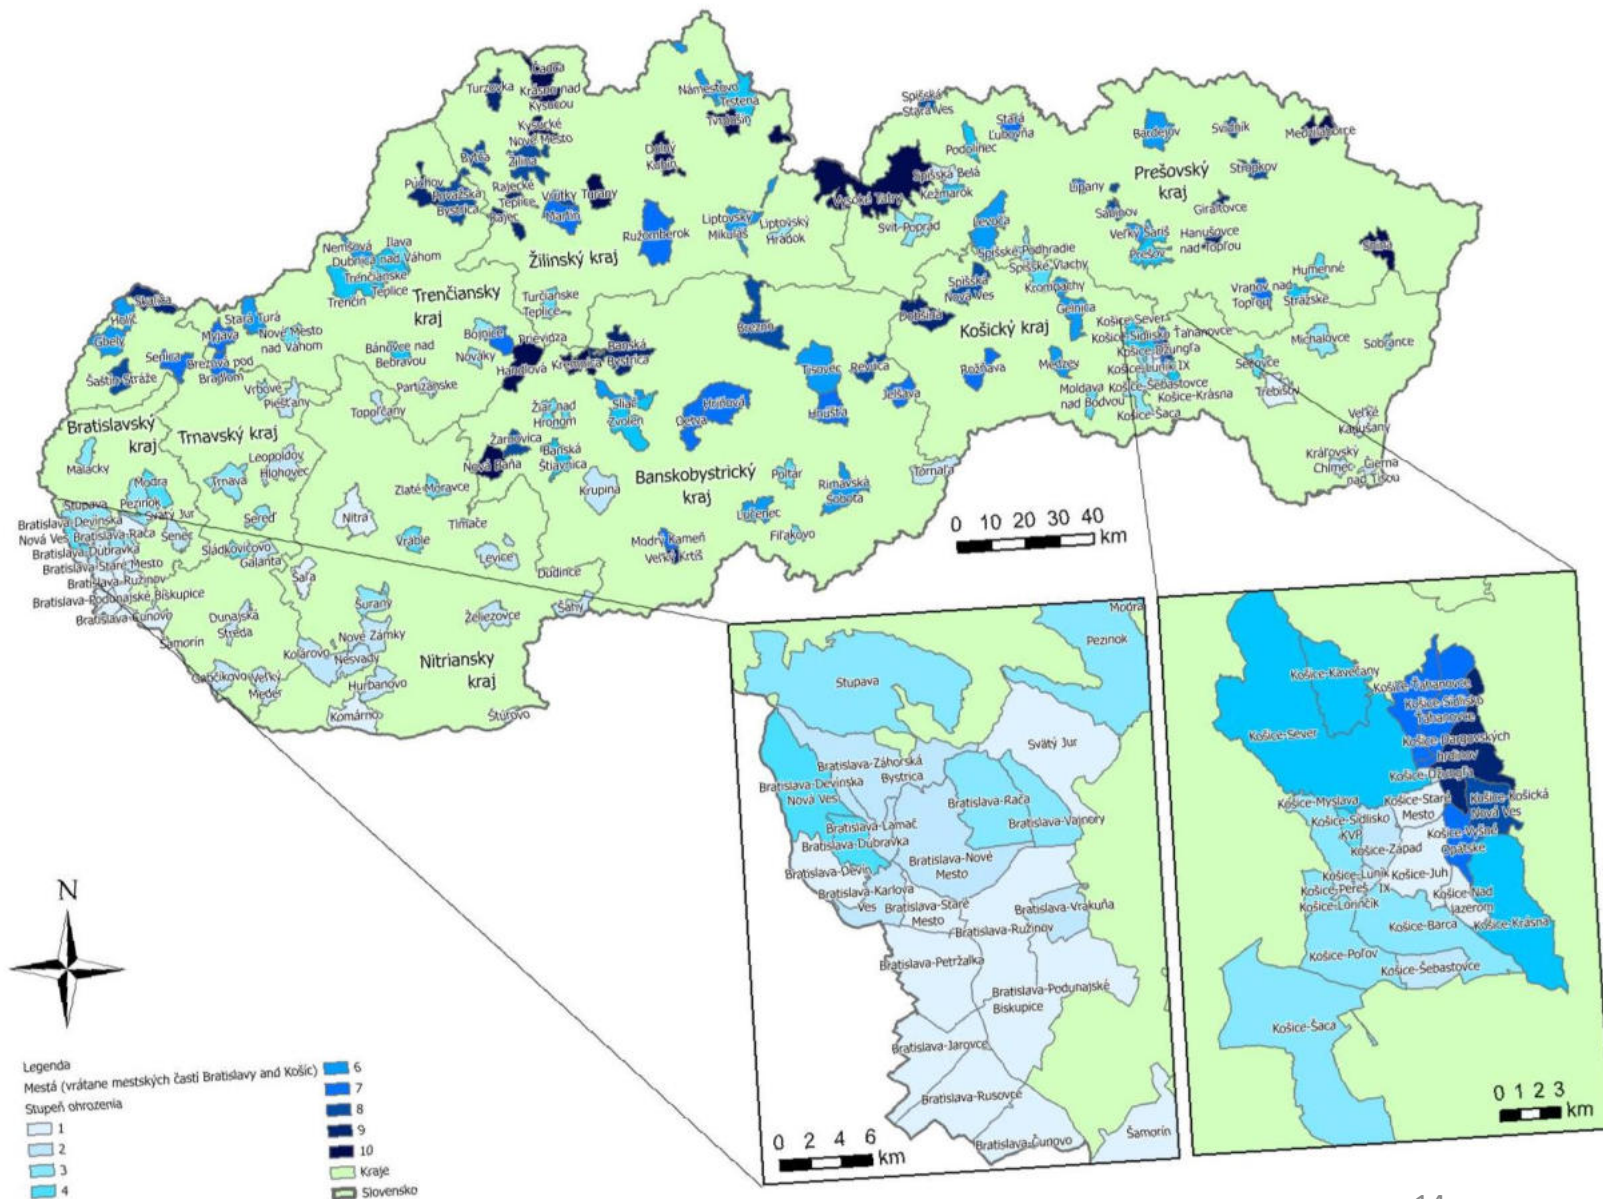 Čadca
Turzovka
Krásno nad
Kysucou
Námestovo
Trstená
Tvrdošín
Kysucké
Nové Mesto
Bytča
Žilina
Dolný
Kubín
Spišská
Stará Ves
Stará
Ľubovňa
Podolínec
Bardejov
Svidník
Medzilaborce
Prešovský
kraj
Stropkov
Púchov
Považská
Bystrica
Rajecké
Teplice
Rajec
Vrútky
Turany
Martin
Ružomberok
Liptovský
Mikuláš
Liptovský
Hrádok
Vysoké Tatry
Spišská Belá
Kežmarok
Svit
Poprad
Levoča
Lipany
Sabinov
Giraltovce
Veľký Šariš
Hanušovce
nad Topľou
Prešov
Snina
Humenné
Nemšová
Ilava
Dubnica nad Váhom
Trenčianske
Teplice
Trenčín
Žilinský kraj
Trenčiansky
kraj
Turčianske
Teplice
Spišské Podhradie
Spišské Vlachy
Spišská
Nová Ves
Krompachy
Gelnica
Vranov nad
Topľou
Strážske
Skalica
Holíč
Gbely
Stará Turá
Myjava
Nové Mesto
nad Váhom
Senica
Brezová pod
Bradlom
Šaštín-Stráže
Bánovce nad
Bebravou
Bojnice
Prievidza
Nováky
Handlová
Kremnica
Banská
Bystrica
Brezno
Dobšiná
Košický kraj
Košice-Sever
Košice-Sídlisko Ťahanovce
Košice-Džungľa
Košice-Luník IX
Košice-Šebastovce
Košice-Krásna
Košice-Šaca
Michalovce
Sobrance
Sečovce
Trebišov
Vrbové
Piešťany
Partizánske
Topoľčany
Žiar nad
Hronom
Sliač
Zvolen
Detva
Hriňová
Tisovec
Revúca
Hnúšťa
Jelšava
Rožňava
Medzev
Moldava
nad Bodvou
Veľké
Kapušany
Kráľovský
Chlmec
Čierna
nad Tisou
Bratislavský
kraj
Trnavský kraj
Malacky
Leopoldov
Hlohovec
Žarnovica
Nová Baňa
Banská
Štiavnica
Banskobystrický
kraj
Krupina
Poltár
Rimavská
Sobota
Tornaľa
Modra
Trnava
Zlaté Moravce
Stupava
Pezinok
Svätý Jur
Sereď
Nitra
Tlmače
Lučenec
Bratislava-Devínska
Nová Ves
Bratislava-Rača
Senec
Sládkovičovo
Galanta
Vráble
Levice
Modrý Kameň
Veľký Krtíš
Fiľakovo
Bratislava-Dúbravka
Bratislava-Staré Mesto
Bratislava-Ružinov
Bratislava-Podunajské Biskupice
Bratislava-Čunovo
Šaľa
Dudince
Šahy
Šurany
Želiezovce
Dunajská
Streda
Šamorín
Nové Zámky
Kolárovo
Nesvady
Nitriansky
kraj
Gabčíkovo
Veľký
Meder
Hurbanovo
Komárno
Štúrovo
0 10 20 30 40
km
Modra
Pezinok
Stupava
Svätý Jur
Bratislava-Záhorská
Bystrica
Bratislava-Devínska
Nová Ves
Bratislava-Rača
Bratislava-Vajnory
Bratislava-Lamač
Bratislava-Dúbravka
Bratislava-Nové
Mesto
Bratislava-Devín
Bratislava-Karlova
Ves
Bratislava-Staré
Mesto
Bratislava-Vrakuňa
Bratislava-Ružinov
Bratislava-Petržalka
Bratislava-Podunajské
Biskupice
Bratislava-Jarovce
Bratislava-Rusovce
Bratislava-Čunovo
Šamorín
0 2 4 6
km
Košice-Kavečany
Košice-Ťahanovce
Košice-Sídlisko
Ťahanovce
Košice-Sever
Košice-Dargovských
hrdinov
Košice-Džungľa
Košice-Myslava
Košice-Staré
Mesto
Košice-Košická
Nová Ves
Košice-Sídlisko
KVP
Košice-Vyšné
Opátske
Košice-Západ
Košice-Luník
IX
Košice-Juh
Košice-Pereš
Košice-Lorinčík
Košice-Nad
jazerom
Košice-Barca
Košice-Krásna
Košice-Poľov
Košice-Šebastovce
Košice-Šaca
0 1 2 3
km
N
Legenda
Mestá (vrátane mestských častí Bratislavy and Košíc)
Stupeň ohrozenia
1
2
3
4
6
7
8
9
10
Kraje
Slovensko